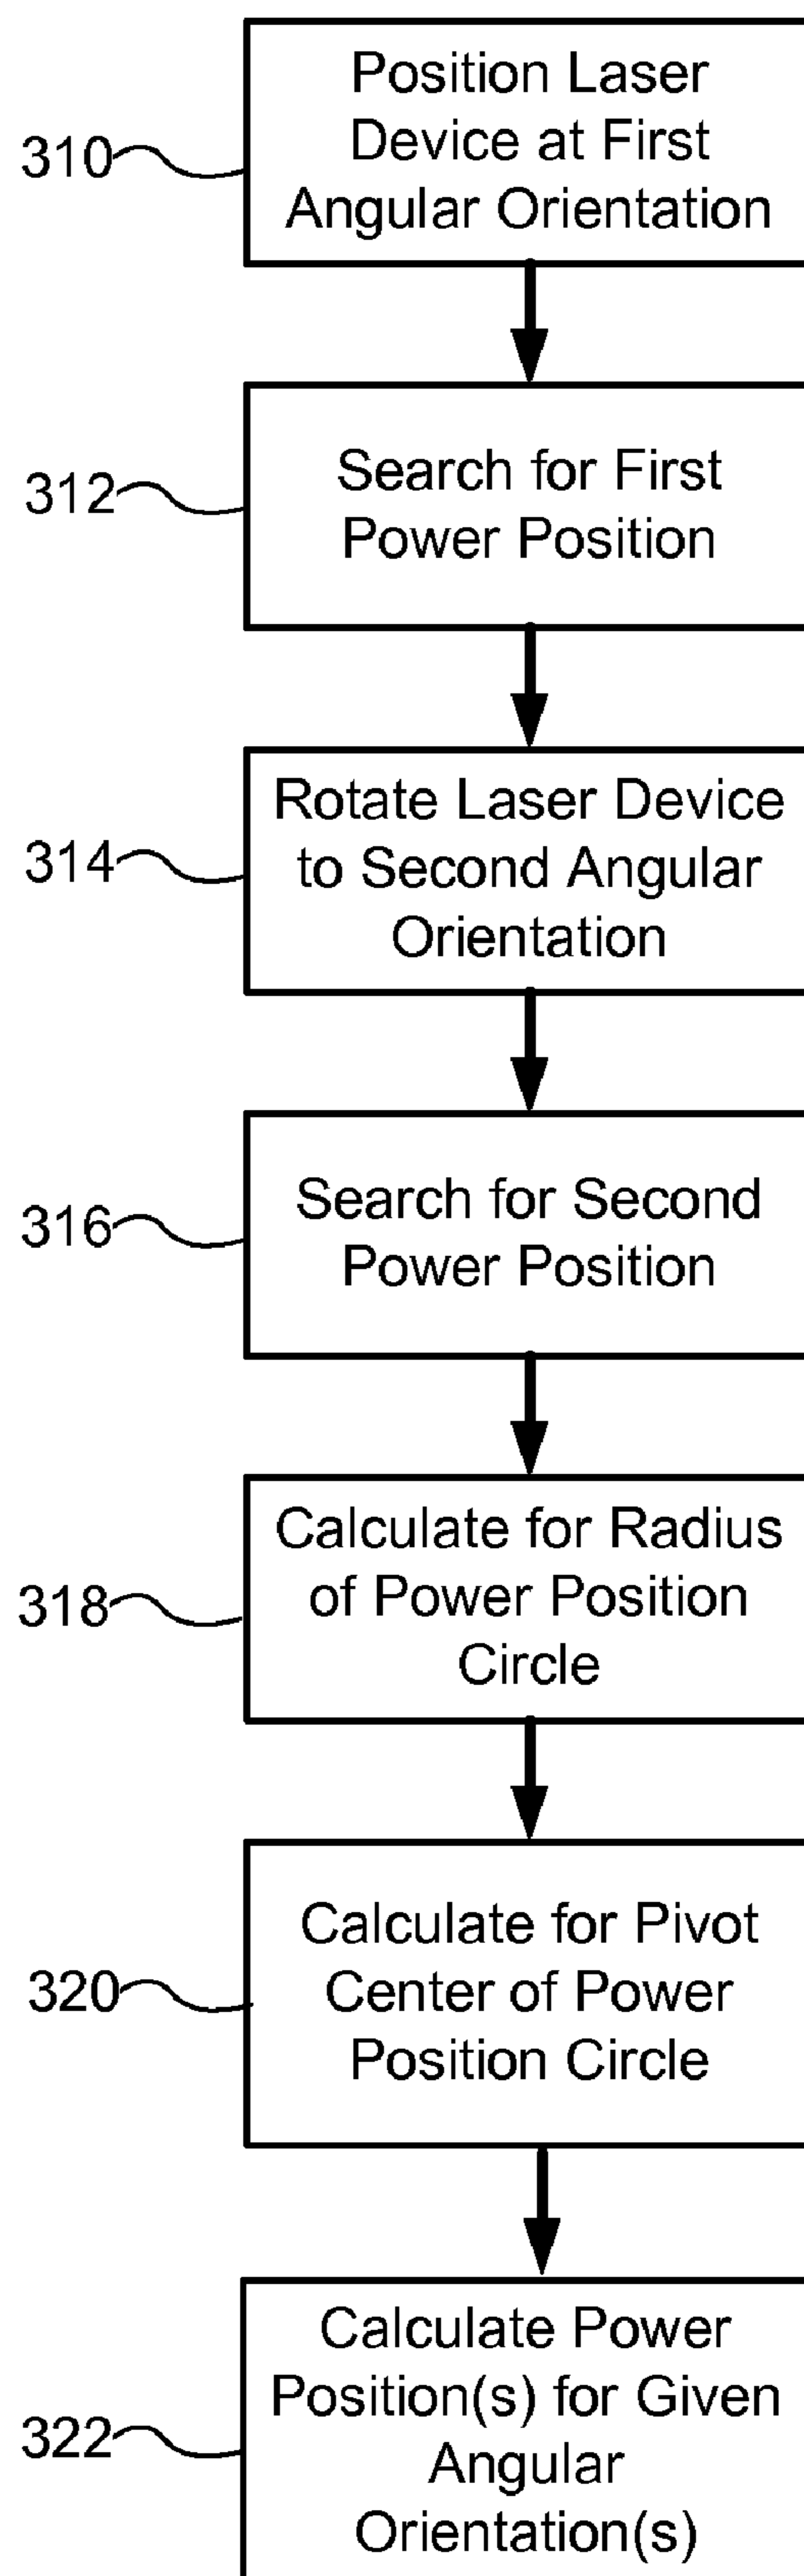 310
Position Laser
Device at First
Angular Orientation
312
Search for First
Power Position
314
Rotate Laser Device
to Second Angular
Orientation
316
Search for Second
Power Position
318
Calculate for Radius
of Power Position
Circle
320
Calculate for Pivot
Center of Power
Position Circle
322
Calculate Power
Position(s) for Given
Angular
Orientation(s)